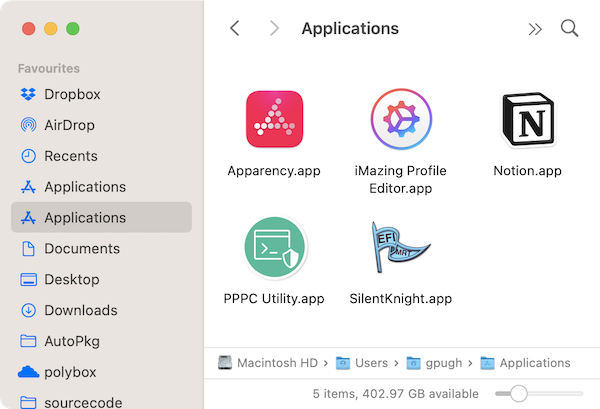 Applications
Favourites
Dropbox
AirDrop
Recents
Applications
Applications
Documents
Desktop
Downloads
AutoPkg
polybox
sourcecode
Apparency.app
iMazing Profile
Editor.app
N
Notion.app
PPPC Utility.app
EFI
SilentKnight.app
Macintosh HD › Users › gpugh › Applications
5 items, 402.97 GB available